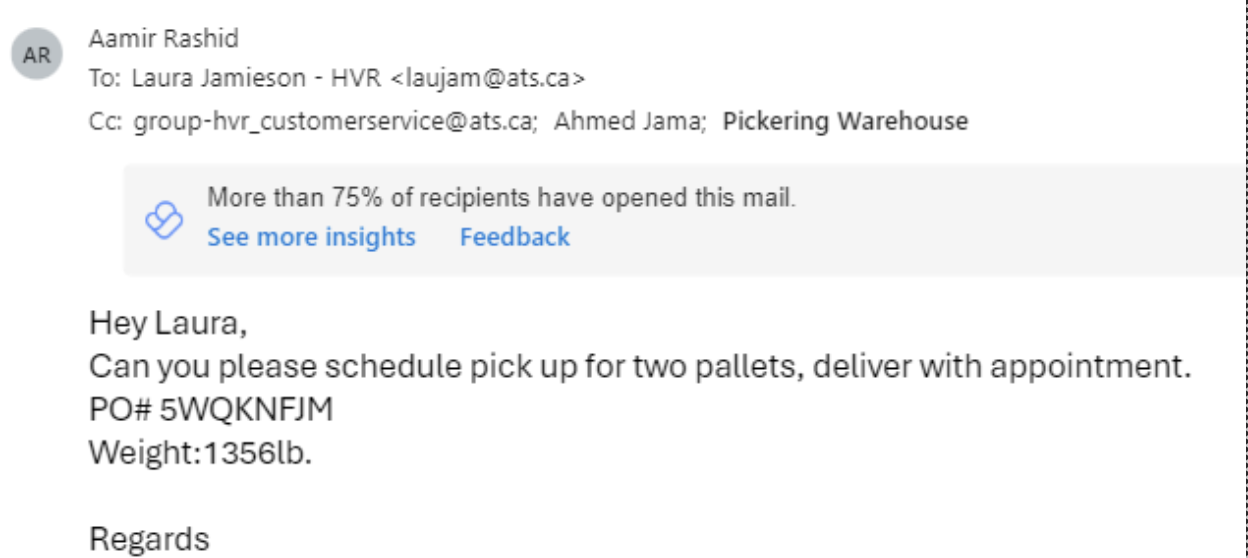 AR
Aamir Rashid
To: Laura Jamieson - HVR <laujam@ats.ca>
Cc: group-hvr_customerservice@ats.ca; Ahmed Jama; Pickering Warehouse
More than 75% of recipients have opened this mail.
See more insights Feedback
Hey Laura,
Can you please schedule pick up for two pallets, deliver with appointment.
PO# 5WQKNFJM
Weight:1356lb.
Regards